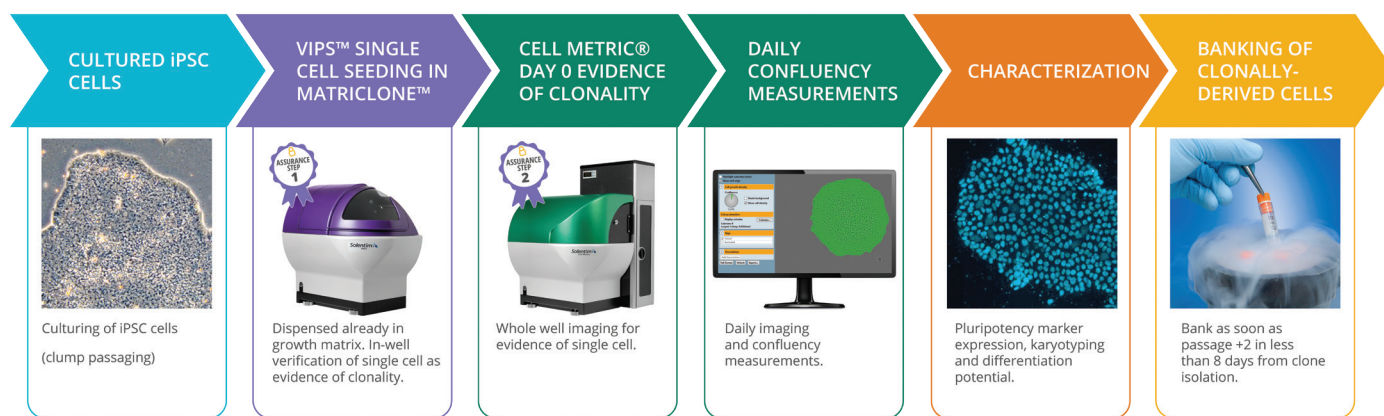 CULTURED iPSC
CELLS
VIPS™ SINGLE
CELL SEEDING IN
MATRICLONE™
CELL METRIC®
DAY 0 EVIDENCE
OF CLONALITY
DAILY
CONFLUENCY
MEASUREMENTS
CHARACTERIZATION
BANKING OF
CLONALLY-
DERIVED CELLS
ASSURANCE
STEP
1
Solentim
ASSURANCE
STEP
2
Solentim
Culturing of iPSC cells
(clump passaging)
Dispensed already in
growth matrix. In-well
verification of single cell as
evidence of clonality.
Whole well imaging for
evidence of single cell.
Daily imaging
and confluency
measurements.
Pluripotency marker
expression, karyotyping
and differentiation
potential.
Bank as soon as
passage +2 in less
than 8 days from clone
isolation.